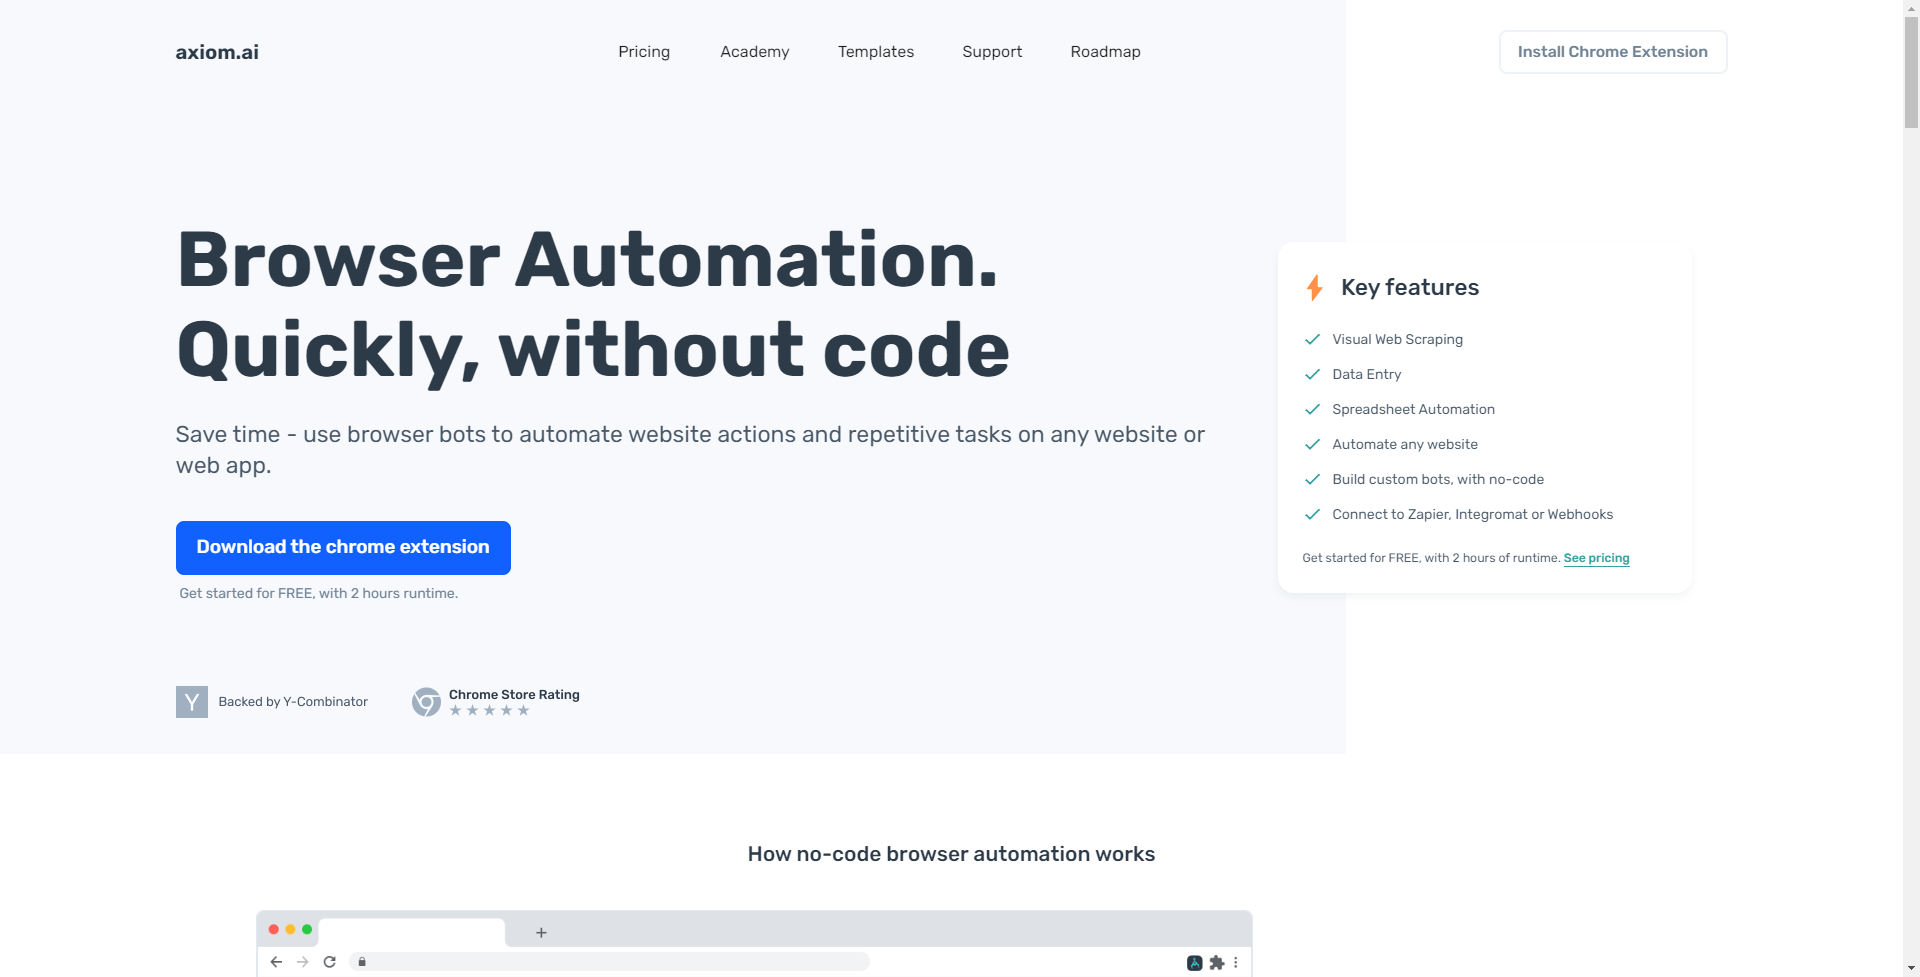 axiom.ai
Pricing
Academy
Templates
Support
Roadmap
Install Chrome Extension
Browser Automation.
Quickly, without code
Save time - use browser bots to automate website actions and repetitive tasks on any website or
web app.
Download the chrome extension
Get started for FREE, with 2 hours runtime.
Y
Backed by Y-Combinator
Chrome Store Rating
Key features
Visual Web Scraping
Data Entry
Spreadsheet Automation
Automate any website
Build custom bots, with no-code
Connect to Zapier, Integromat or Webhooks
Get started for FREE, with 2 hours of runtime. See pricing
How no-code browser automation works